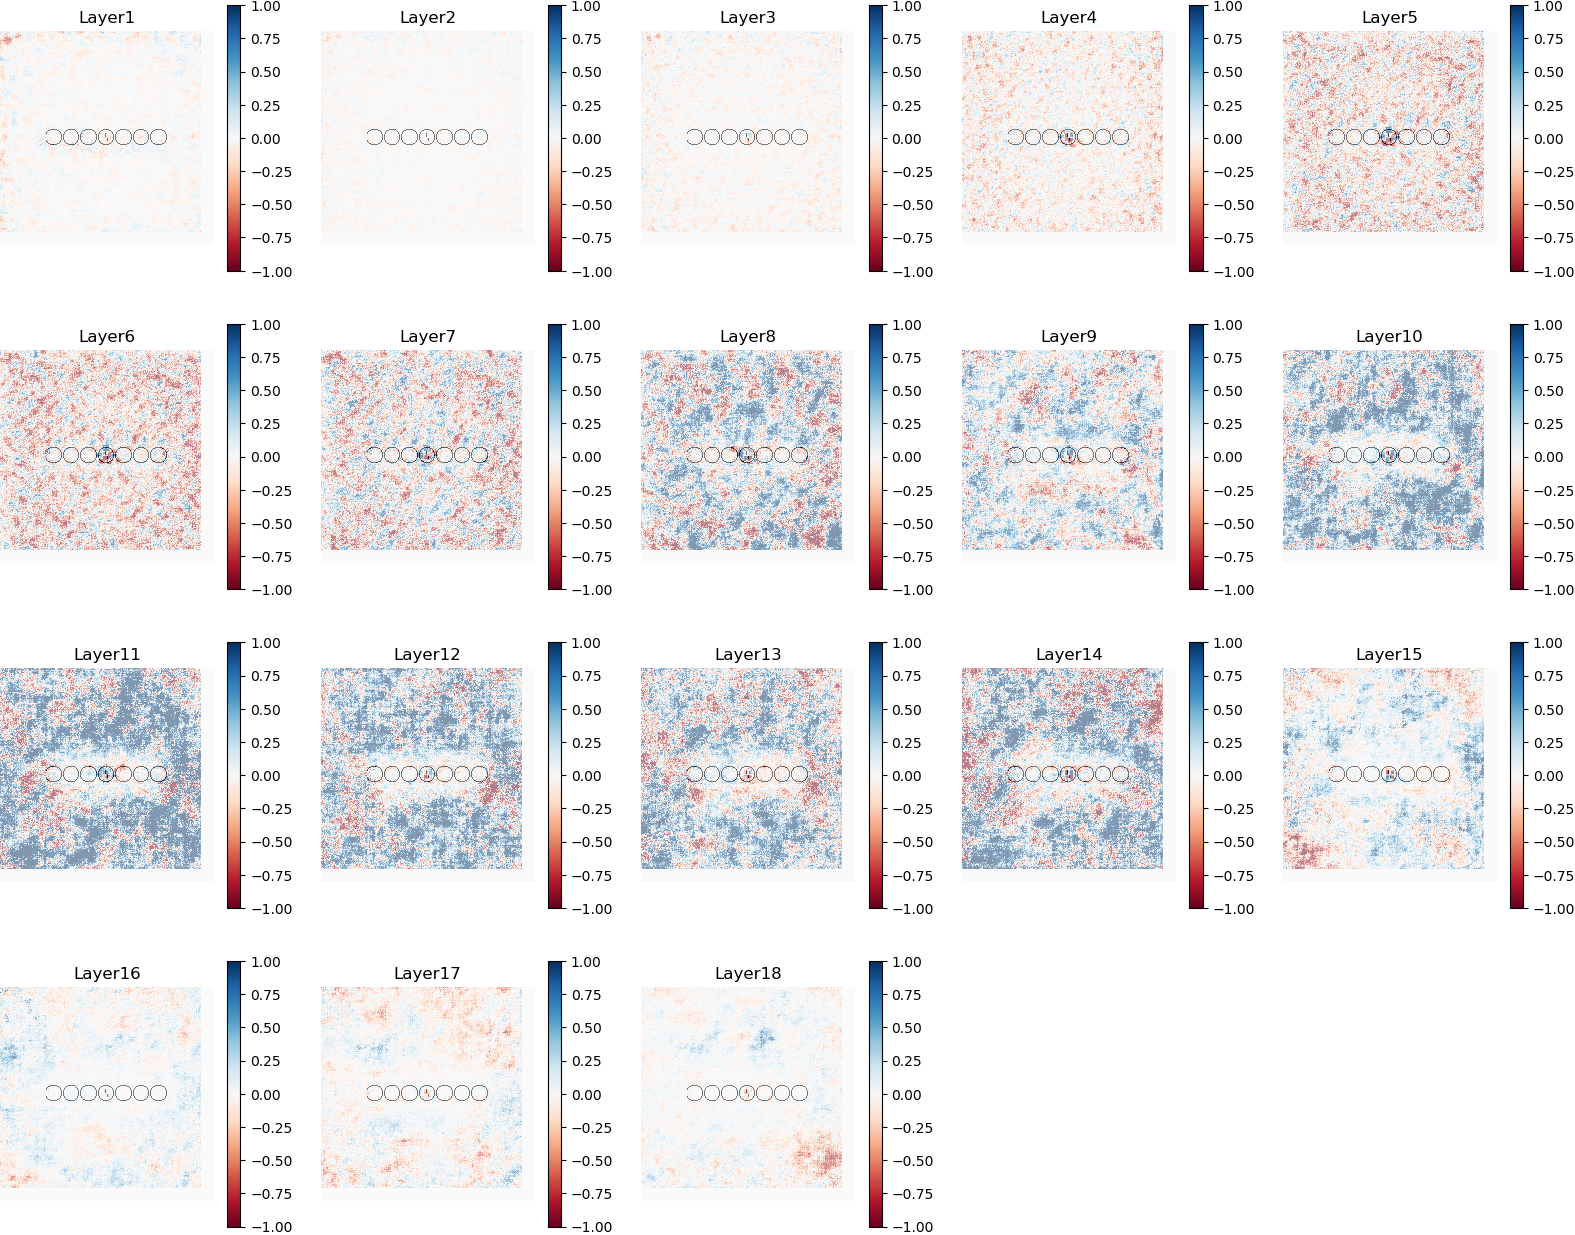 Layer1 Layer2 Layer3 Layer4 Layer5
1.00 1.00 1.00 1.00 1.00
0.75 0.75 0.75 0.75 0.75
0.50 0.50 0.50 0.50 0.50
0.25 0.25 0.25 0.25 0.25
0.00 0.00 0.00 0.00 0.00
−0.25 −0.25 −0.25 −0.25 −0.25
−0.50 −0.50 −0.50 −0.50 −0.50
−0.75 −0.75 −0.75 −0.75 −0.75
−1.00 −1.00 −1.00 −1.00 −1.00
Layer6 Layer7 Layer8 Layer9 Layer10
1.00 1.00 1.00 1.00 1.00
0.75 0.75 0.75 0.75 0.75
0.50 0.50 0.50 0.50 0.50
0.25 0.25 0.25 0.25 0.25
0.00 0.00 0.00 0.00 0.00
−0.25 −0.25 −0.25 −0.25 −0.25
−0.50 −0.50 −0.50 −0.50 −0.50
−0.75 −0.75 −0.75 −0.75 −0.75
−1.00 −1.00 −1.00 −1.00 −1.00
Layer11 Layer12 Layer13 Layer14 Layer15
1.00 1.00 1.00 1.00 1.00
0.75 0.75 0.75 0.75 0.75
0.50 0.50 0.50 0.50 0.50
0.25 0.25 0.25 0.25 0.25
0.00 0.00 0.00 0.00 0.00
−0.25 −0.25 −0.25 −0.25 −0.25
−0.50 −0.50 −0.50 −0.50 −0.50
−0.75 −0.75 −0.75 −0.75 −0.75
−1.00 −1.00 −1.00 −1.00 −1.00
Layer16 Layer17 Layer18
1.00 1.00 1.00
0.75 0.75 0.75
0.50 0.50 0.50
0.25 0.25 0.25
0.00 0.00 0.00
−0.25 −0.25 −0.25
−0.50 −0.50 −0.50
−0.75 −0.75 −0.75
−1.00 −1.00 −1.00